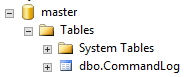 master
Tables
System Tables
dbo.CommandLog